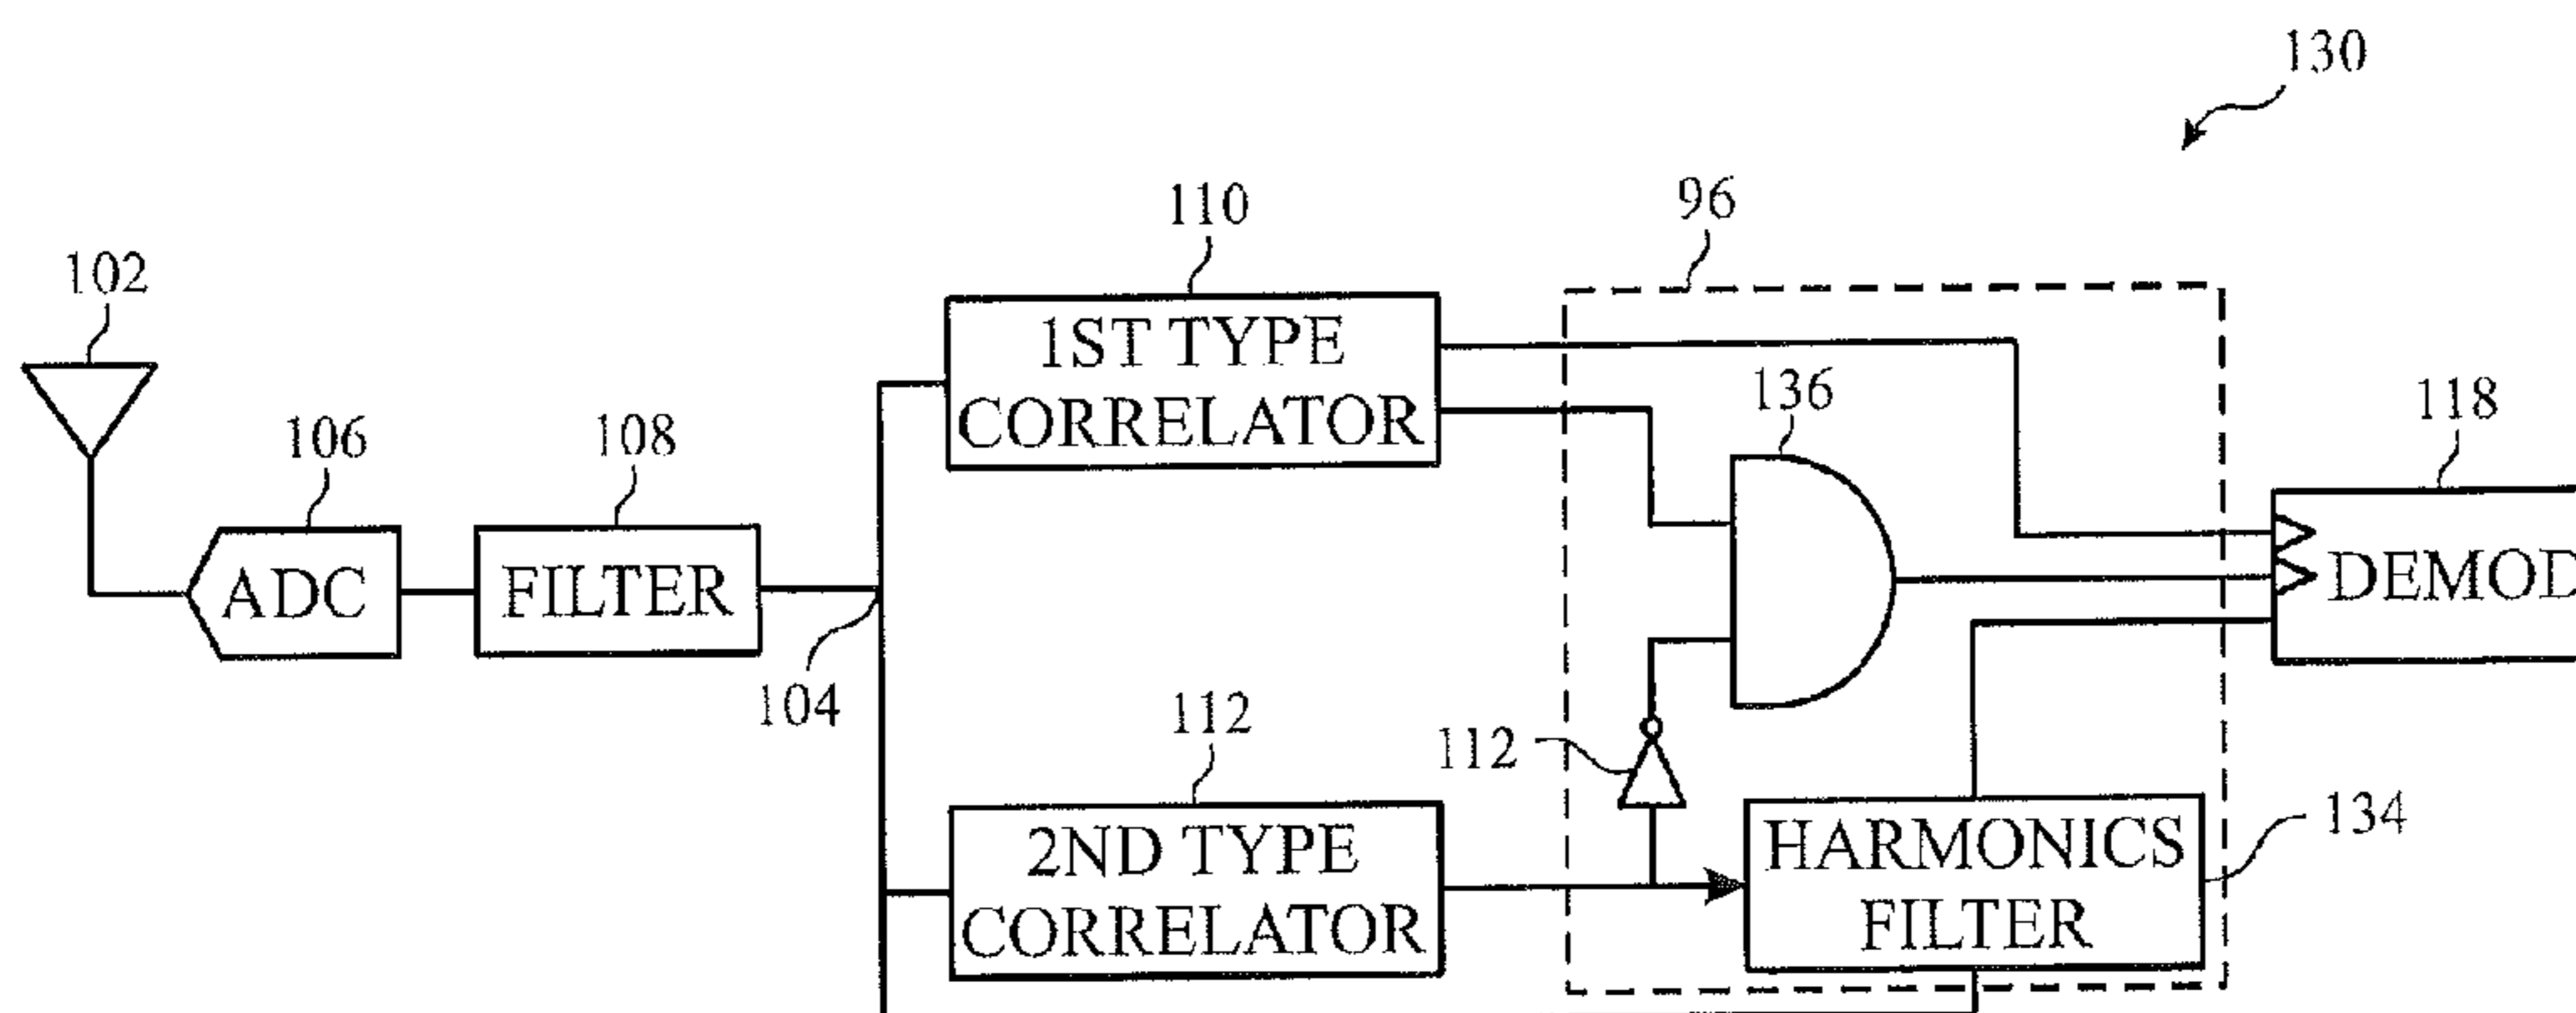 130
96
110
102
1ST TYPE
CORRELATOR
136
118
106
108
ADC
FILTER
DEMOD
104
112
112
134
2ND TYPE
CORRELATOR
HARMONICS
FILTER